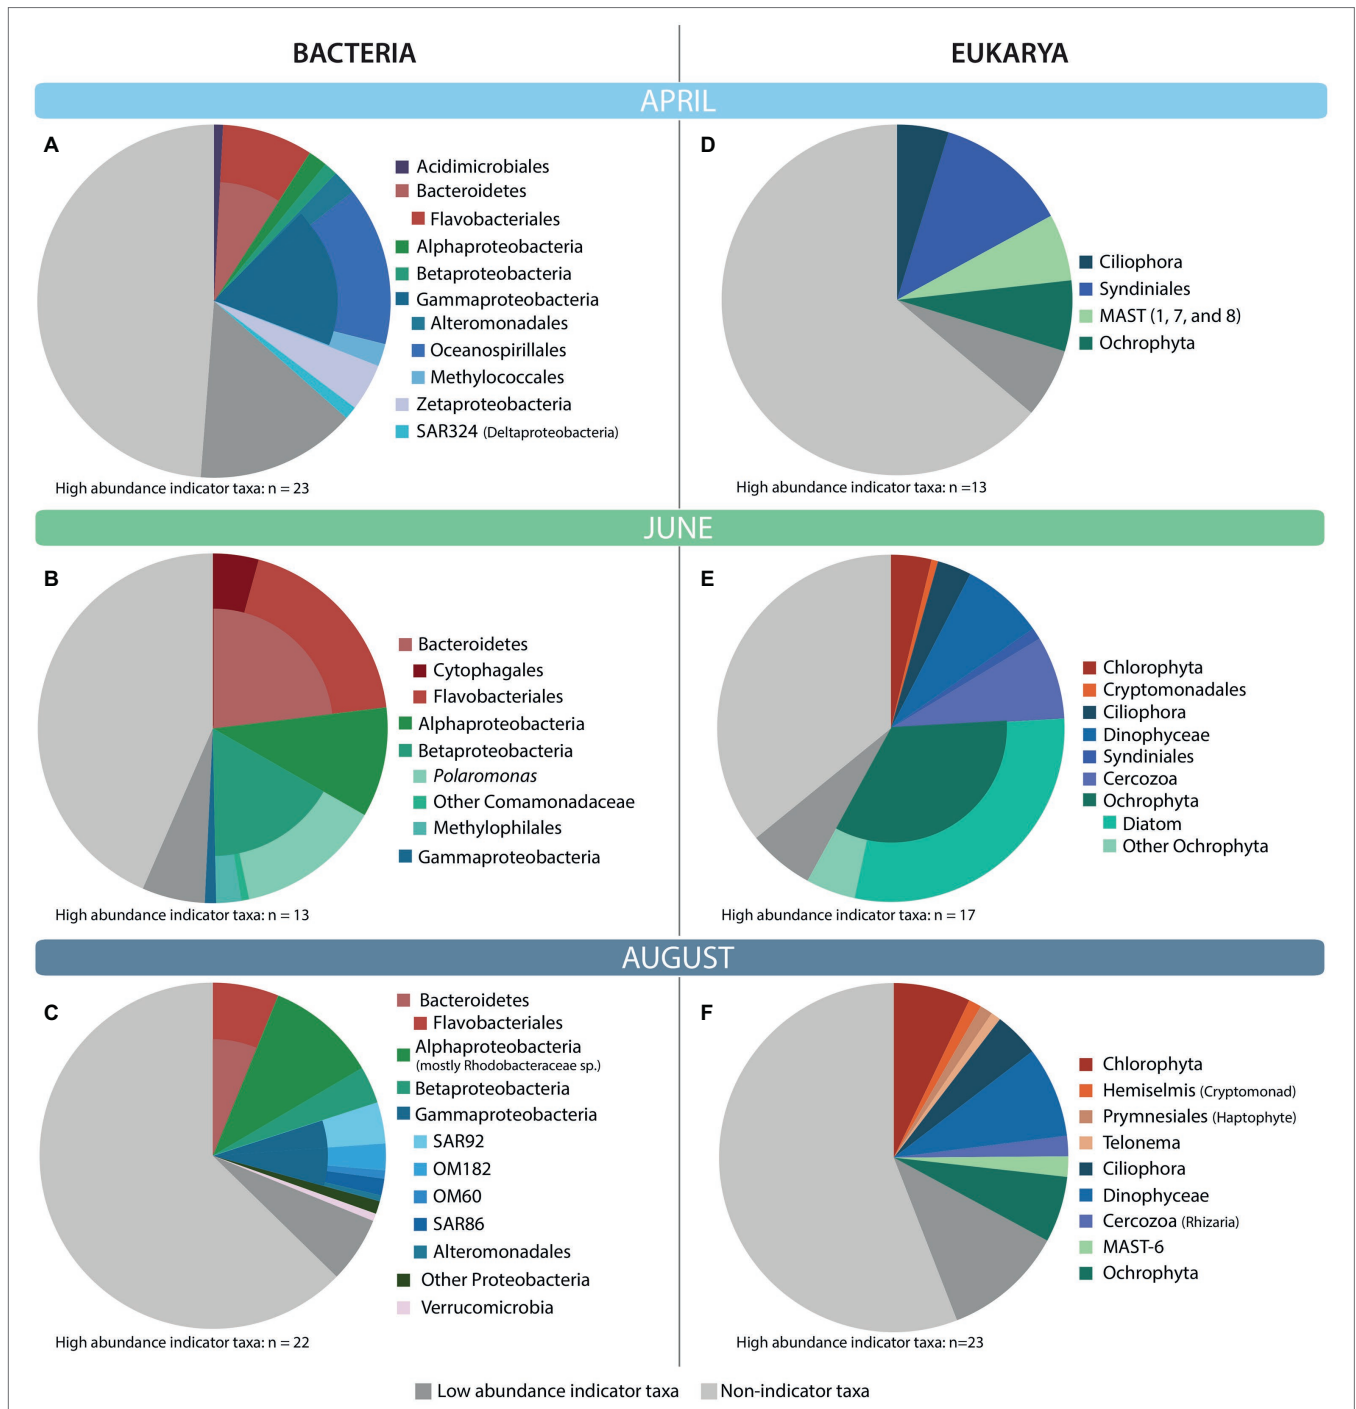 BACTERIA
EUKARYA
APRIL
A
Acidimicrobiales
Bacteroidetes
Flavobacteriales
Alphaproteobacteria
Betaproteobacteria
Gammaproteobacteria
Alteromonadales
Oceanospirillales
Methylococcales
Zetaproteobacteria
SAR324 (Deltaproteobacteria)
High abundance indicator taxa: n = 23
D
Ciliophora
Syndiniales
MAST (1, 7, and 8)
Ochrophyta
High abundance indicator taxa: n =13
JUNE
B
Bacteroidetes
Cytophagales
Flavobacteriales
Alphaproteobacteria
Betaproteobacteria
Polaromonas
Other Comamonadaceae
Methylophilales
Gammaproteobacteria
High abundance indicator taxa: n = 13
E
Chlorophyta
Cryptomonadales
Ciliophora
Dinophyceae
Syndiniales
Cercozoa
Ochrophyta
Diatom
Other Ochrophyta
High abundance indicator taxa: n = 17
AUGUST
C
Bacteroidetes
Flavobacteriales
Alphaproteobacteria
(mostly Rhodobacteraceae sp.)
Betaproteobacteria
Gammaproteobacteria
SAR92
OM182
OM60
SAR86
Alteromonadales
Other Proteobacteria
Verrucomicrobia
High abundance indicator taxa: n = 22
F
Chlorophyta
Hemiselmis (Cryptomonad)
Prymnesiales (Haptophyte)
Telonema
Ciliophora
Dinophyceae
Cercozoa (Rhizaria)
MAST-6
Ochrophyta
High abundance indicator taxa: n=23
Low abundance indicator taxa
Non-indicator taxa